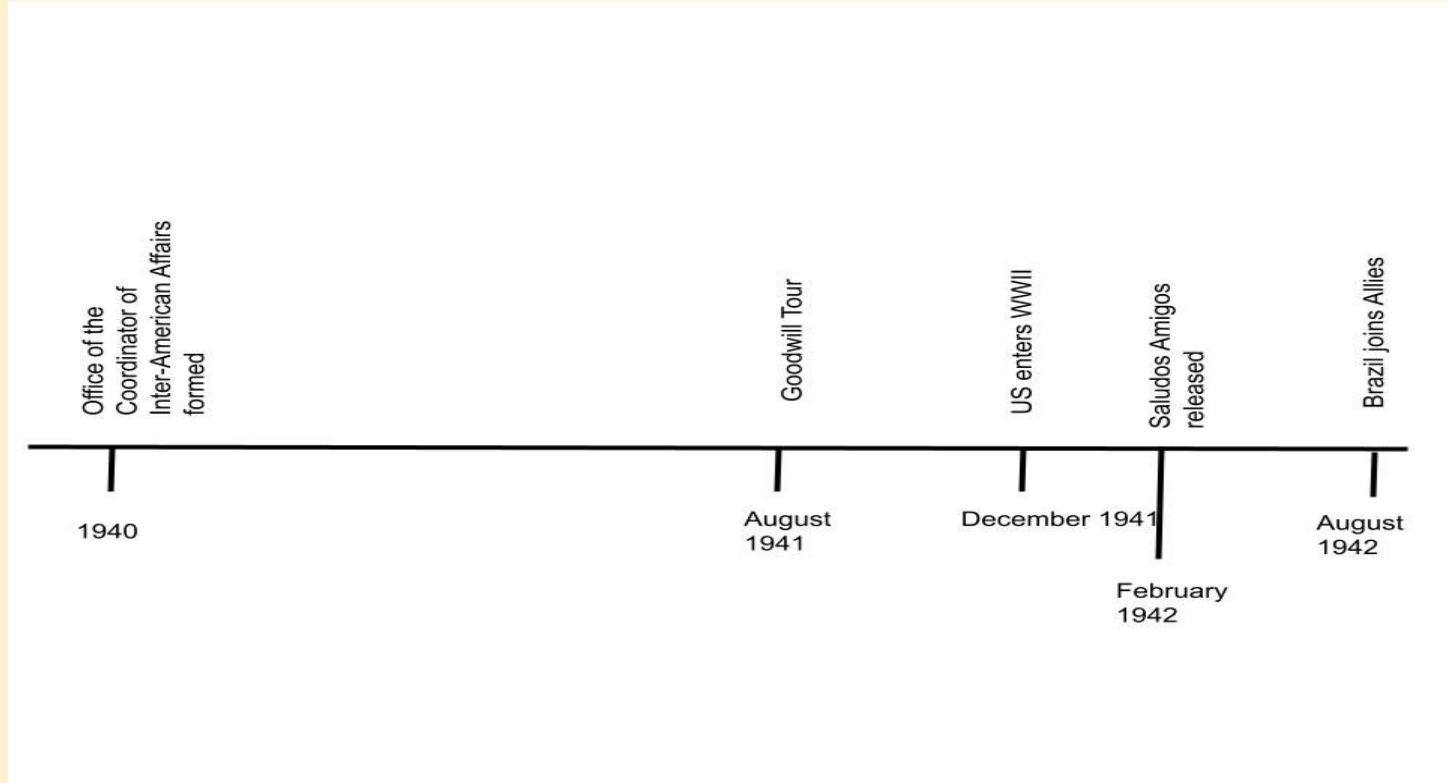 Office of the
Coordinator of
Inter-American Affairs
formed
Goodwill Tour
US enters WWII
Saludos Amigos
released
Brazil joins Allies
1940
August
1941
December 1941
February
1942
August
1942